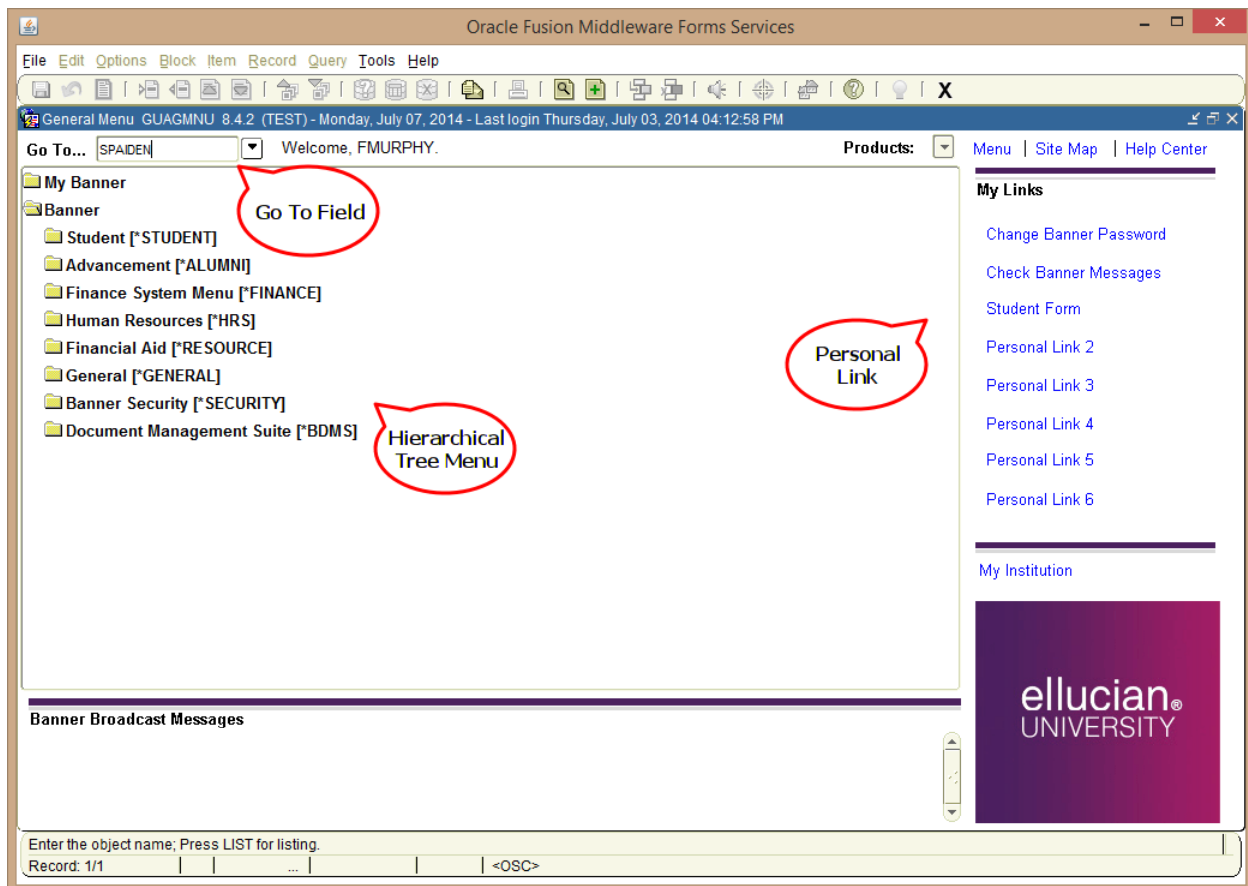 Oracle Fusion Middleware Forms Services
File Edit Options Block Item Record Query Tools Help
X
General Menu GUAGMNU 8.4.2 (TEST) - Monday, July 07, 2014 - Last login Thursday, July 03, 2014 04:12:58 PM
Go To... SPAIDEN Welcome, FMURPHY. Products: Menu | Site Map | Help Center
My Banner
Banner
Student [*STUDENT]
Advancement [*ALUMNI]
Finance System Menu [*FINANCE]
Human Resources [*HRS]
Financial Aid [*RESOURCE]
General [*GENERAL]
Banner Security [*SECURITY]
Document Management Suite [*BDMS]
Go To Field
Hierarchical
Tree Menu
Personal
Link
My Links
Change Banner Password
Check Banner Messages
Student Form
Personal Link 2
Personal Link 3
Personal Link 4
Personal Link 5
Personal Link 6
My Institution
ellucian®
UNIVERSITY
Banner Broadcast Messages
Enter the object name; Press LIST for listing.
Record: 1/1 ... <OSC>